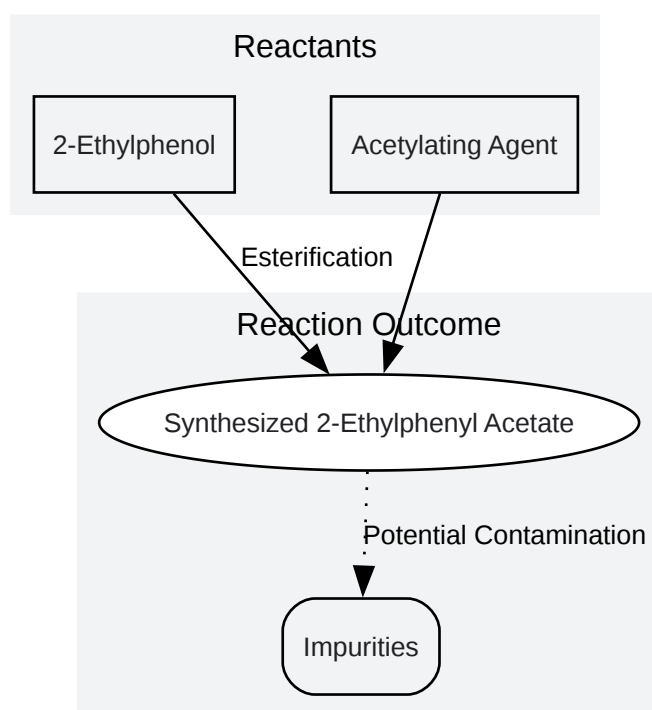 Reactants
2-Ethylphenol
Acetylating Agent
Esterification
Reaction Outcome
Synthesized 2-Ethylphenyl Acetate
Potential Contamination
Impurities